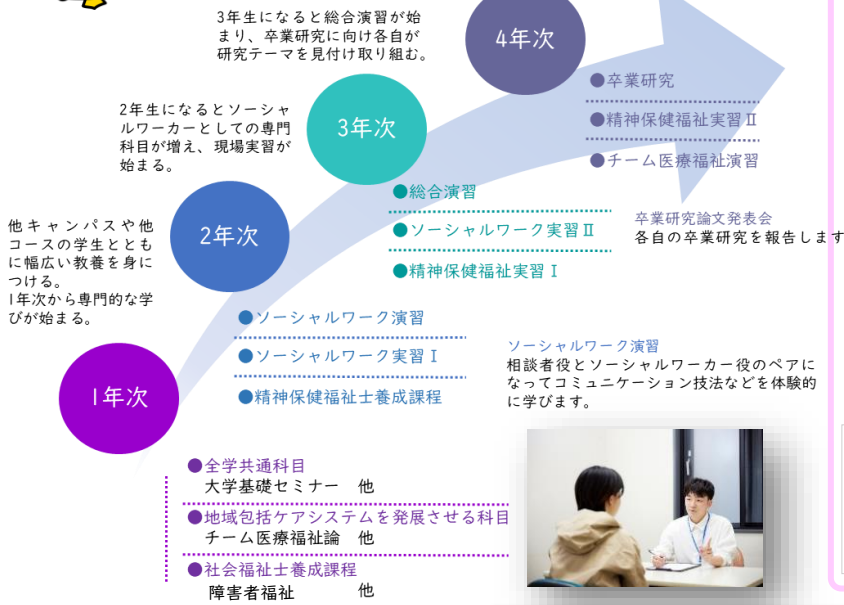 3年生になると総合演習が始
まり、卒業研究に向け各自が
研究テーマを見付け取り組む。
4年次
●卒業研究
●精神保健福祉実習Ⅱ
●チーム医療福祉演習
卒業研究論文発表会
各自の卒業研究を報告します
2年生になるとソーシャ
ルワーカーとしての専門
科目が増え、現場実習が
始まる。
3年次
●総合演習
●ソーシャルワーク実習Ⅱ
●精神保健福祉実習Ⅰ
他キャンパスや他
コースの学生ととも
に幅広い教養を身に
つける。
1年次から専門的な学
びが始まる。
2年次
●ソーシャルワーク演習
●ソーシャルワーク実習Ⅰ
●精神保健福祉士養成課程
ソーシャルワーク演習
相談者役とソーシャルワーカー役のペアに
なってコミュニケーション技法などを体験的
に学びます。
1年次
●全学共通科目
大学基礎セミナー　他
●地域包括ケアシステムを発展させる科目
チーム医療福祉論　他
●社会福祉士養成課程
障害者福祉　　　他